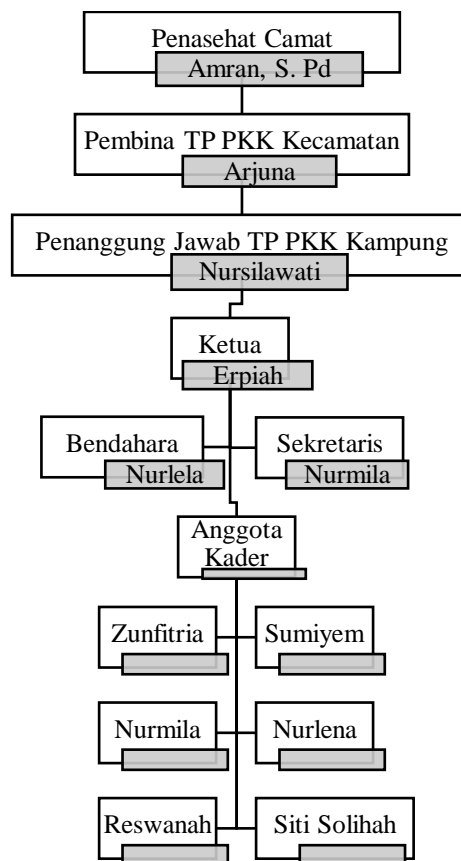 Penasehat Camat
Amran, S. Pd
Pembina TP PKK Kecamatan
Arjuna
Penanggung Jawab TP PKK Kampung
Nursilawati
Ketua
Erpiah
Bendahara
Nurlela
Sekretaris
Nurmila
Anggota
Kader
Zunfitria
Sumiyem
Nurmila
Nurlena
Reswanah
Siti Solihah